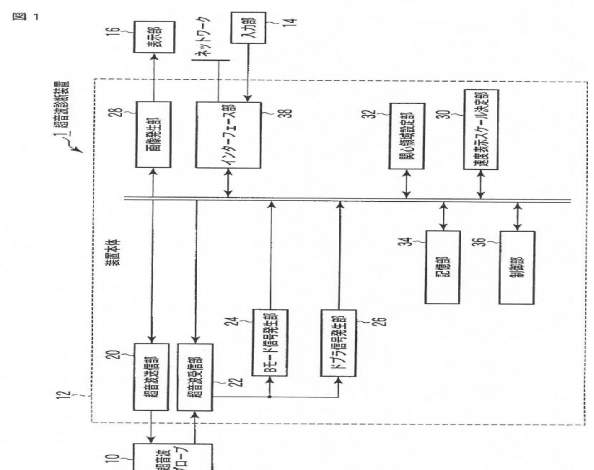 図 1
1 超音波診断装置
16
表示部
ネットワーク
入力部
14
28
画像発生部
インターフェース部
38
32
関心領域設定部
30
速度表示スケール決定部
装置本体
34
記憶部
36
制御部
12
20
超音波送信部
超音波受信部
22
24
Bモード信号発生部
ドプラ信号発生部
26
10
超音波
プローブ